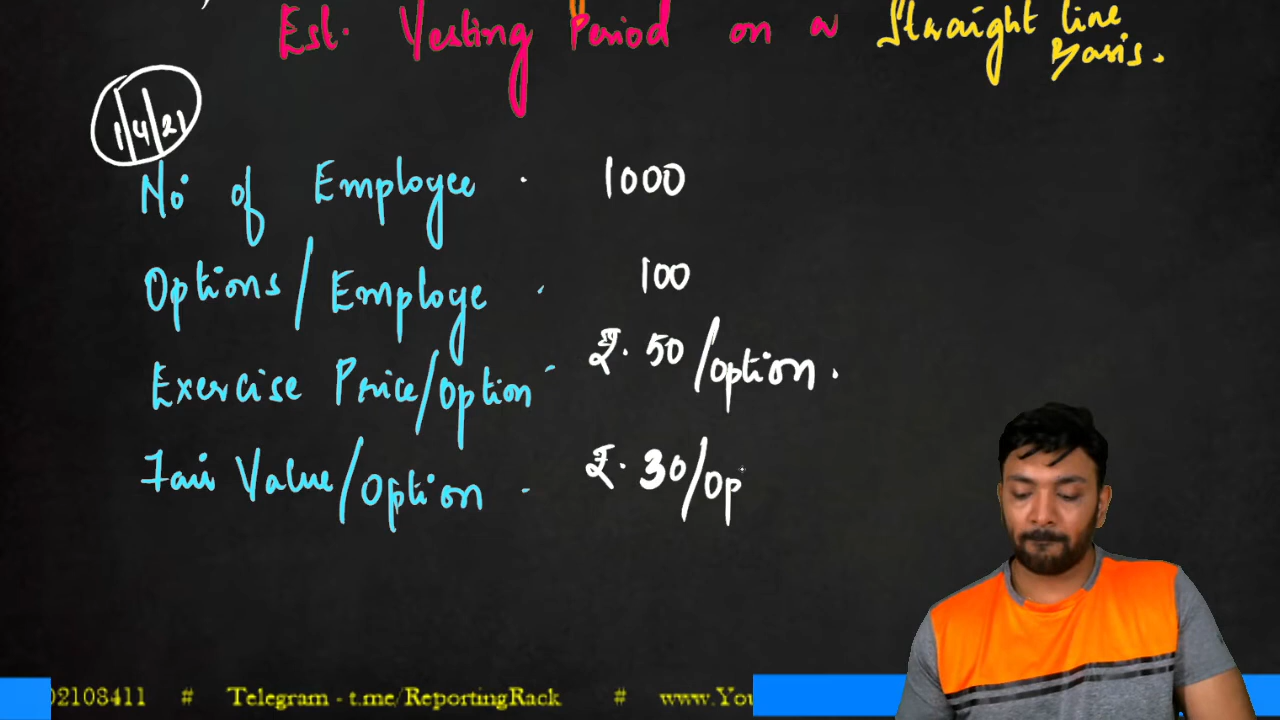 Est. Vesting Period on a Straight line
Basis.
1/4/21
No of Employee . 1000
Options/Employe . 100
Exercise Price/option - ₹. 50/option.
Fair Value/Option . ₹. 30/Op
02108411 # Telegram - t.me/ReportingRack # www.You